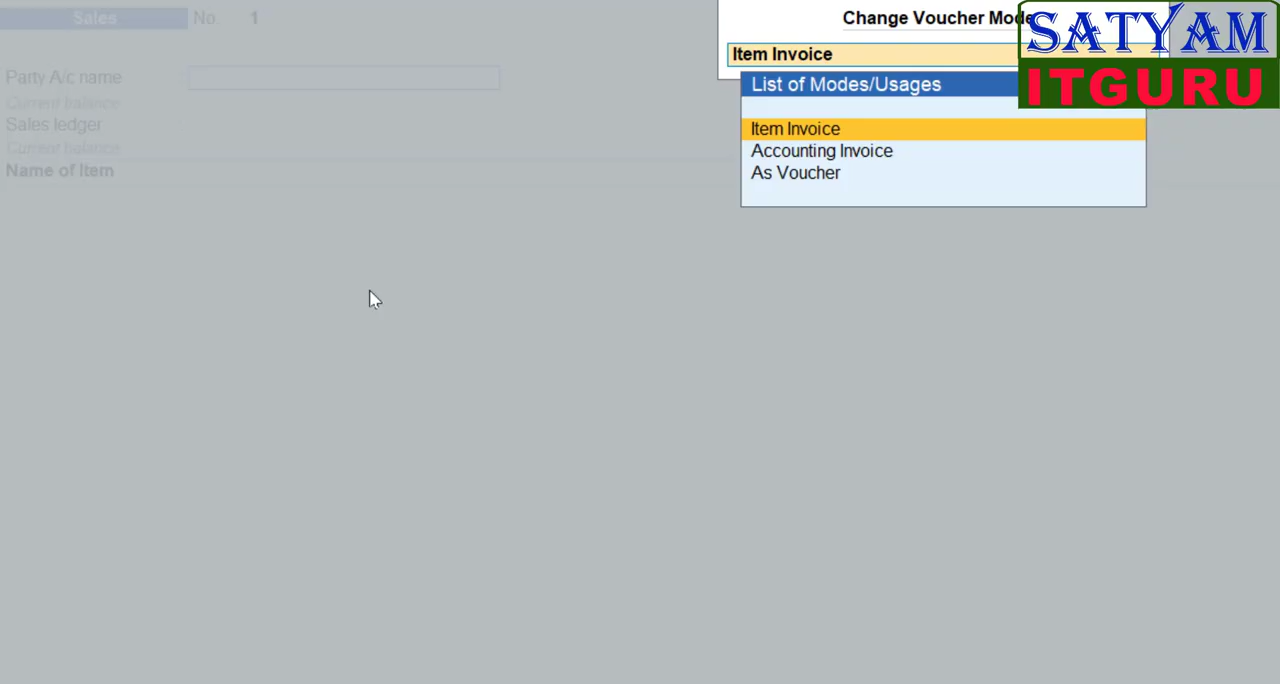 Sales No. 1
Change Voucher Mode
SATYAM
ITGURU
Item Invoice
Party A/c name
Current balance
Sales ledger
Current balance
Name of Item
List of Modes/Usages
Item Invoice
Accounting Invoice
As Voucher